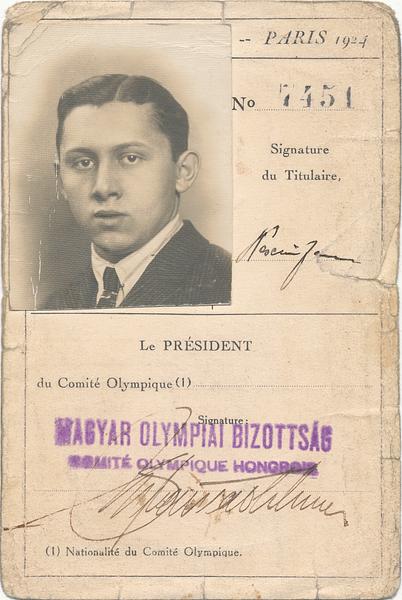 -- PARIS 1924
No 7451
Signature
du Titulaire,
Le PRÉSIDENT
du Comité Olympique (1)
Signature:
MAGYAR OLYMPIAI BIZOTTSÁG
COMITÉ OLYMPIQUE HONGROIS
(1) Nationalité du Comité Olympique.